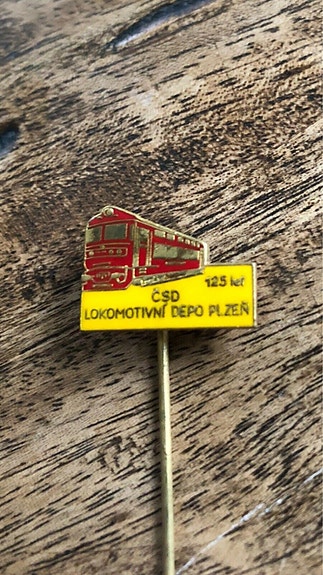 125 let
ČSD
LOKOMOTIVNÍ DEPO PLZEŇ